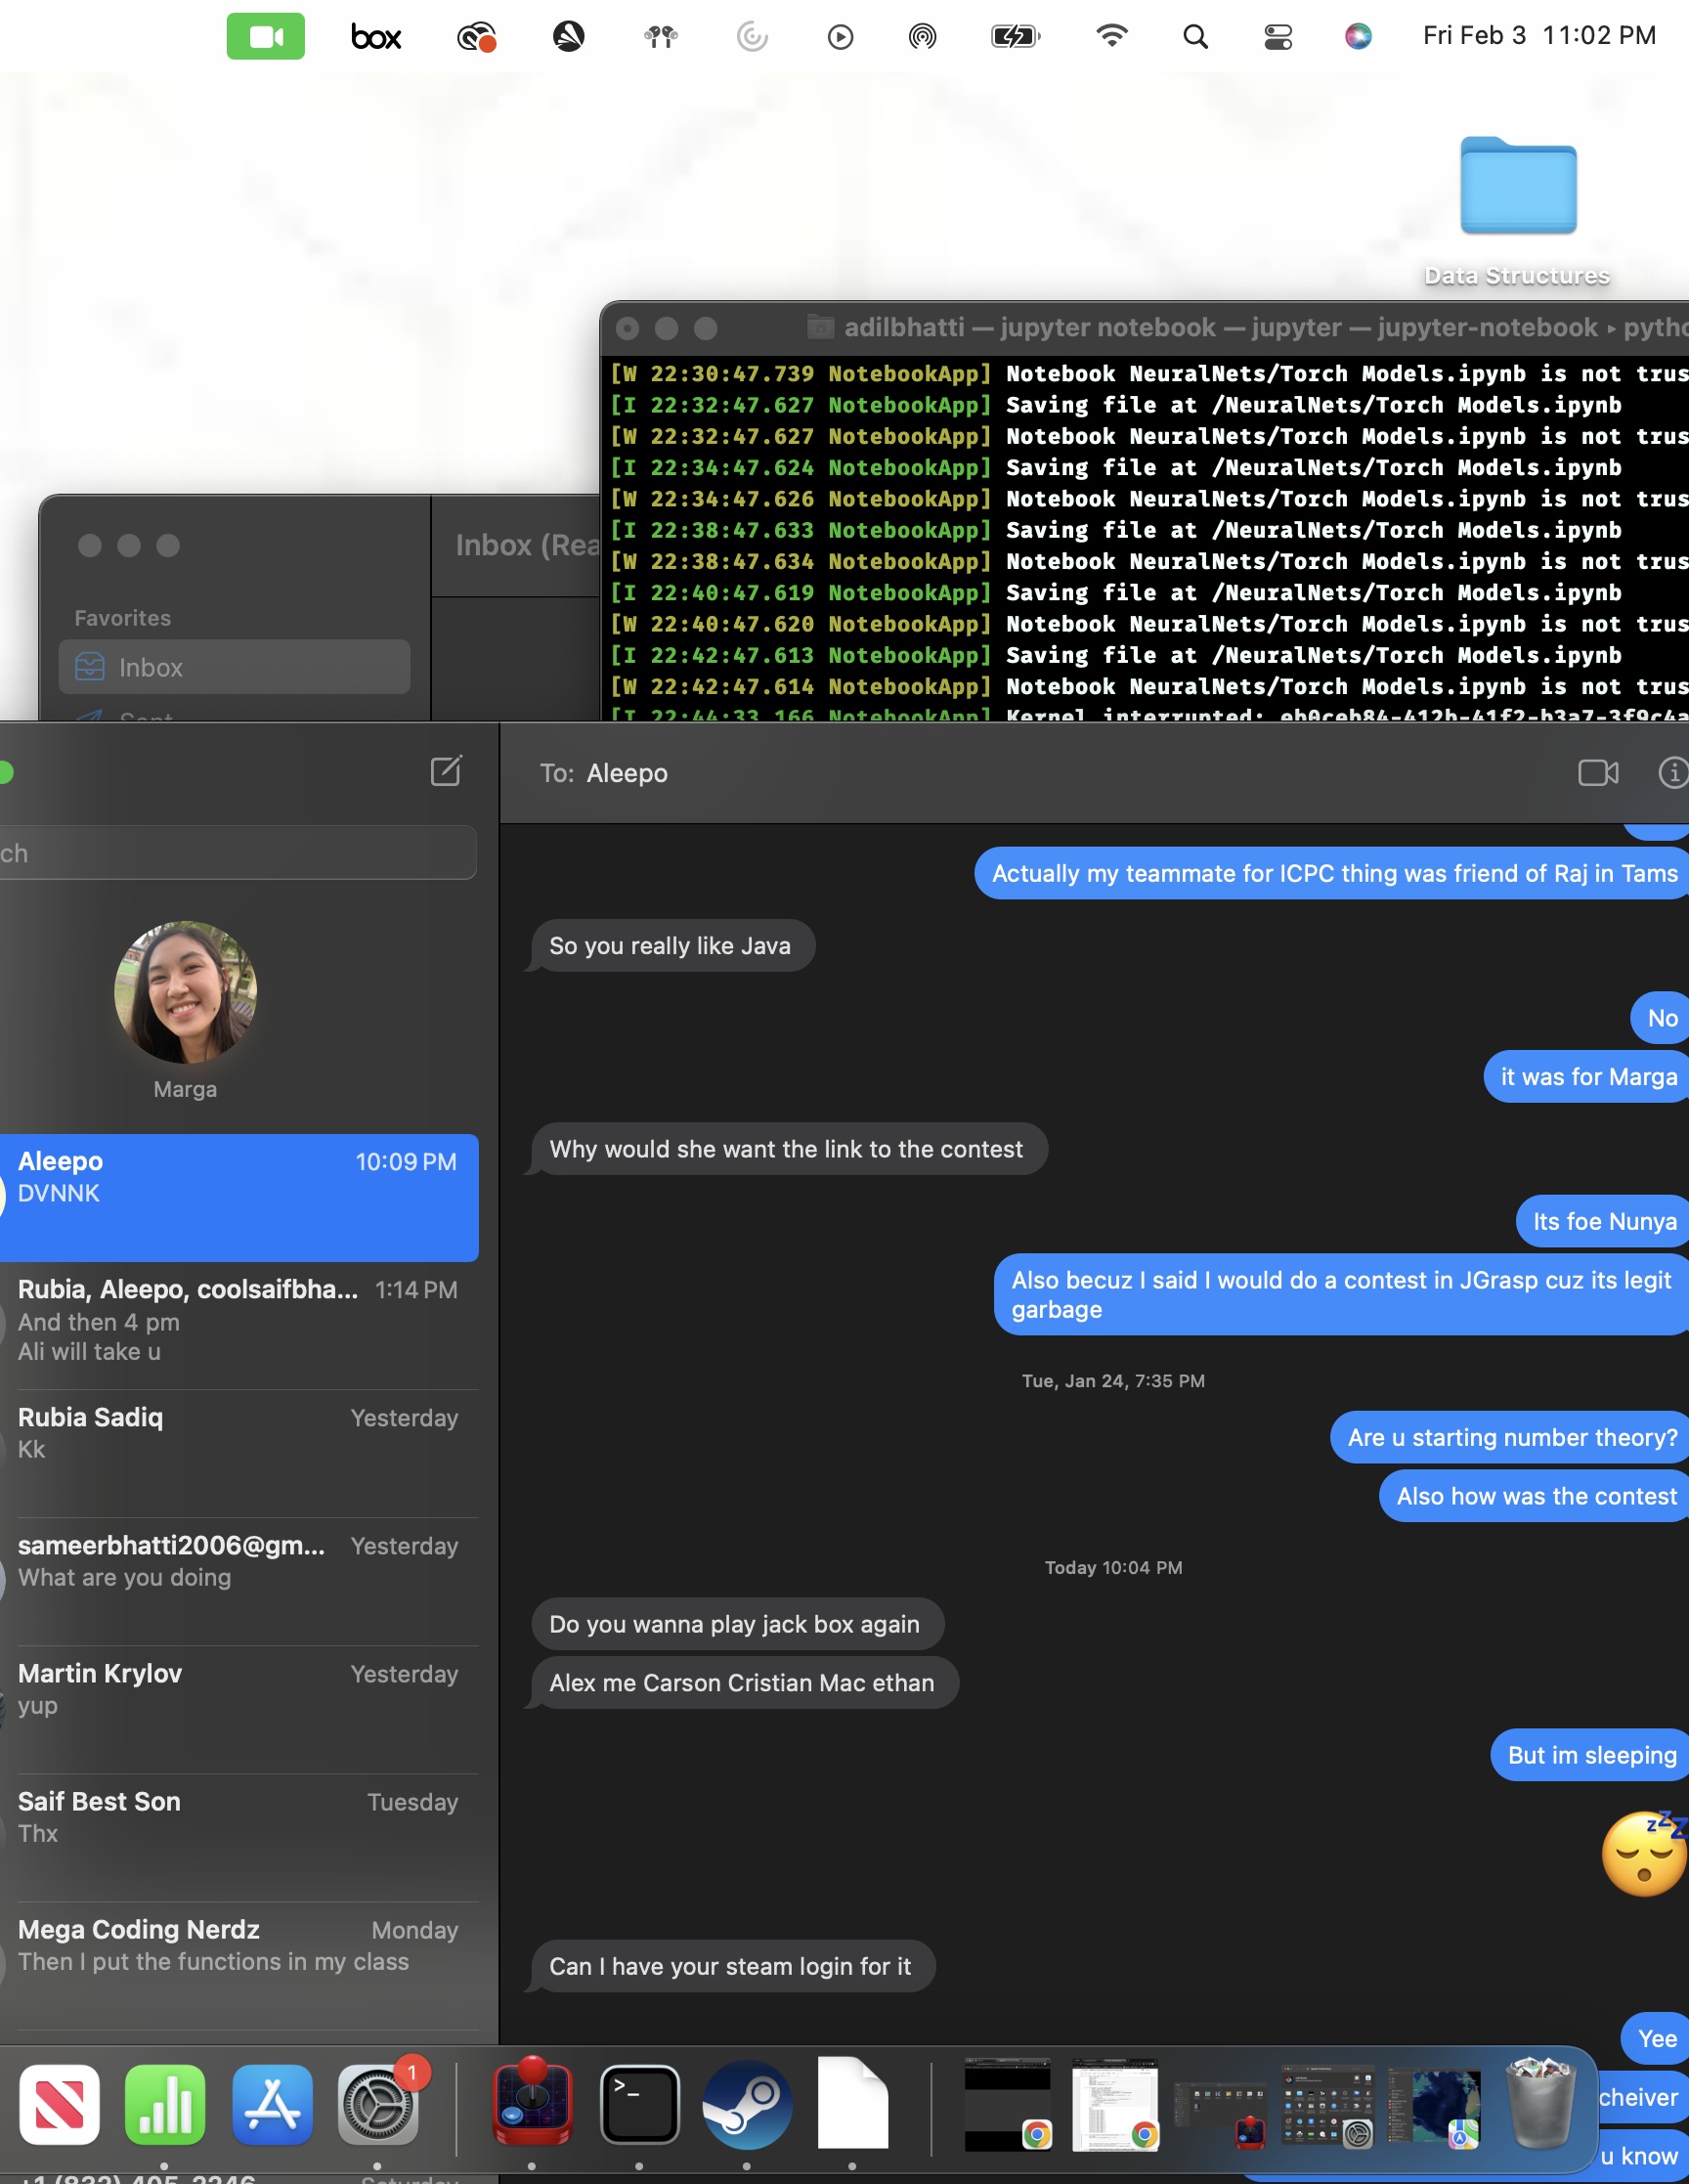 box
Fri Feb 3 11:02 PM
Data Structures
adilbhatti — jupyter notebook — jupyter — jupyter-notebook ▸
[W 22:30:47.739 NotebookApp] Notebook NeuralNets/Torch Models.ipynb is not
[I 22:32:47.627 NotebookApp] Saving file at /NeuralNets/Torch Models.ipynb
[W 22:32:47.627 NotebookApp] Notebook NeuralNets/Torch Models.ipynb is not
[I 22:34:47.624 NotebookApp] Saving file at /NeuralNets/Torch Models.ipynb
[W 22:34:47.626 NotebookApp] Notebook NeuralNets/Torch Models.ipynb is not
[I 22:38:47.633 NotebookApp] Saving file at /NeuralNets/Torch Models.ipynb
[W 22:38:47.634 NotebookApp] Notebook NeuralNets/Torch Models.ipynb is not
[I 22:40:47.619 NotebookApp] Saving file at /NeuralNets/Torch Models.ipynb
[W 22:40:47.620 NotebookApp] Notebook NeuralNets/Torch Models.ipynb is not
[I 22:42:47.613 NotebookApp] Saving file at /NeuralNets/Torch Models.ipynb
[W 22:42:47.614 NotebookApp] Notebook NeuralNets/Torch Models.ipynb is not
[I 22:44:33.166 NotebookApp] Kernel interrupted:
Inbox
Favorites
Inbox
Sent
ch
Marga
Aleepo 10:09 PM
DVNNK
Rubia, Aleepo, coolsaifbha... 1:14 PM
And then 4 pm
Ali will take u
Rubia Sadiq Yesterday
Kk
sameerbhatti2006@gm... Yesterday
What are you doing
Martin Krylov Yesterday
yup
Saif Best Son Tuesday
Thx
Mega Coding Nerdz Monday
Then I put the functions in my class
To: Aleepo
Actually my teammate for ICPC thing was friend of Raj in Tams
So you really like Java
No
it was for Marga
Why would she want the link to the contest
Its foe Nunya
Also becuz I said I would do a contest in JGrasp cuz its legit
garbage
Tue, Jan 24, 7:35 PM
Are u starting number theory?
Also how was the contest
Today 10:04 PM
Do you wanna play jack box again
Alex me Carson Cristian Mac ethan
But im sleeping
Can I have your steam login for it
Yee
cheiver
u know
1
>_